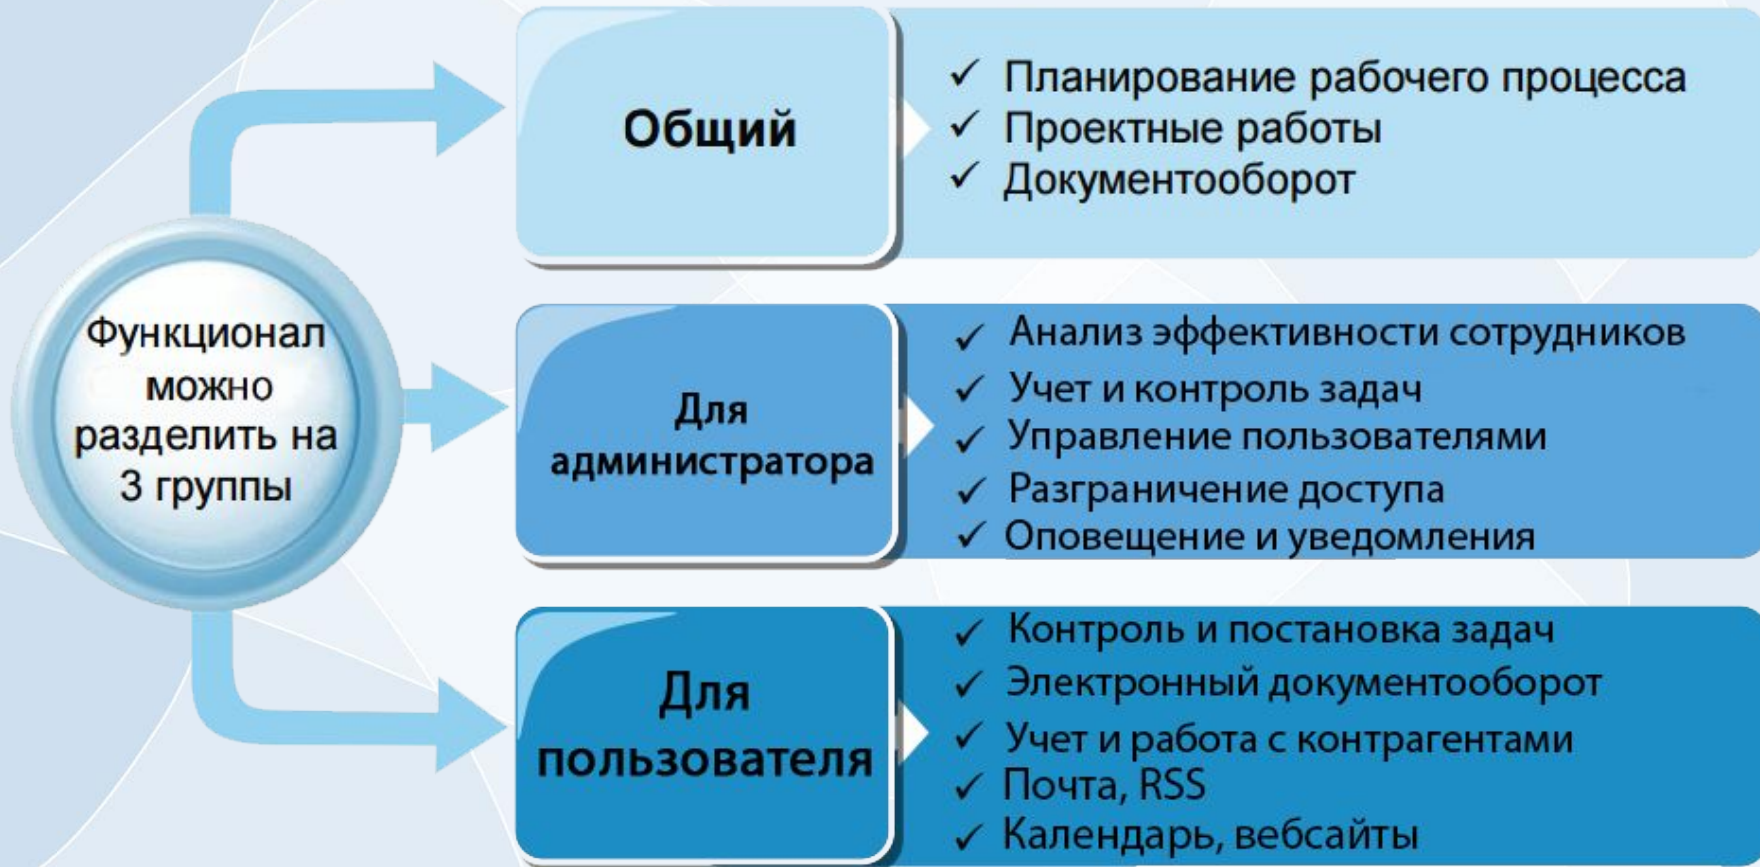 Функционал
можно
разделить на
3 группы
Общий
✓ Планирование рабочего процесса
✓ Проектные работы
✓ Документооборот
Для
администратора
✓ Анализ эффективности сотрудников
✓ Учет и контроль задач
✓ Управление пользователями
✓ Разграничение доступа
✓ Оповещение и уведомления
Для
пользователя
✓ Контроль и постановка задач
✓ Электронный документооборот
✓ Учет и работа с контрагентами
✓ Почта, RSS
✓ Календарь, вебсайты